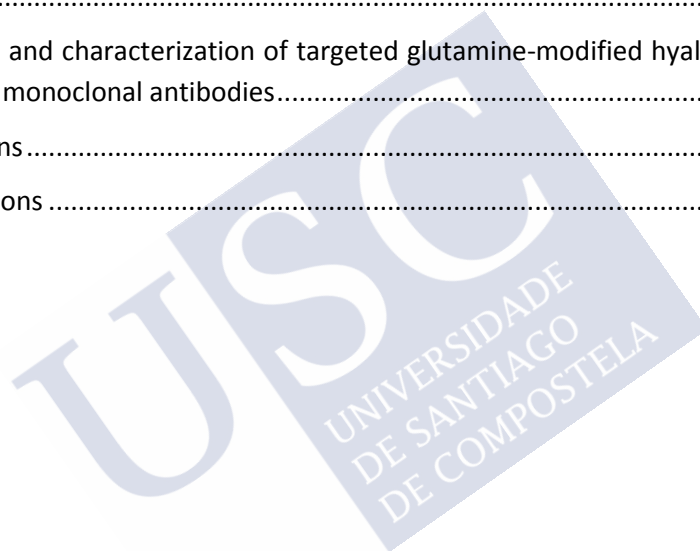 ....................................................................................................
and characterization of targeted glutamine-modified hyal
monoclonal antibodies....................................................................
ns....................................................................................................
ons....................................................................................................
USC
UNIVERSIDADE
DE SANTIAGO
DE COMPOSTELA